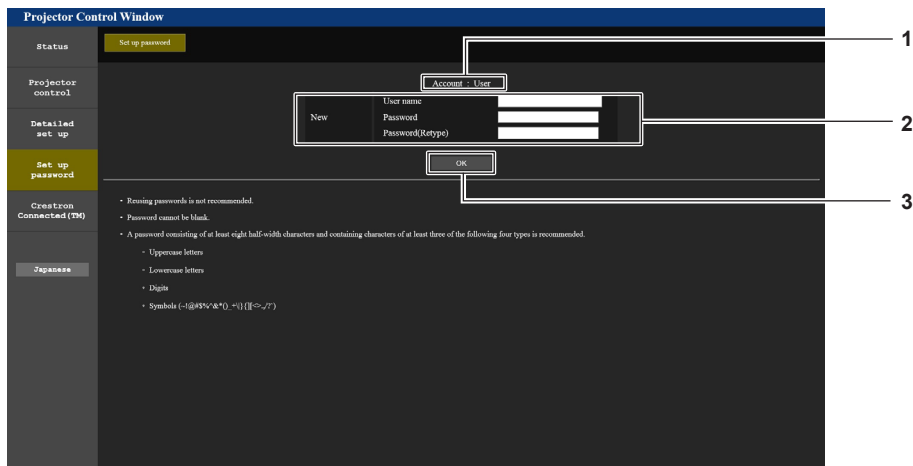 Projector Control Window
Status
Set up password
1
Projector
control
Account : User
User name
New
Password
2
Password(Retype)
Detailed
set up
Set up
password
OK
3
Crestron
Connected(TM)
・ Reusing passwords is not recommended.
・ Password cannot be blank.
・ A password consisting of at least eight half-width characters and containing characters of at least three of the following four types is recommended.
・ Uppercase letters
・ Lowercase letters
・ Digits
・ Symbols (~!@#$%^&*()_+\|}{][<>.,/?`)
Japanese